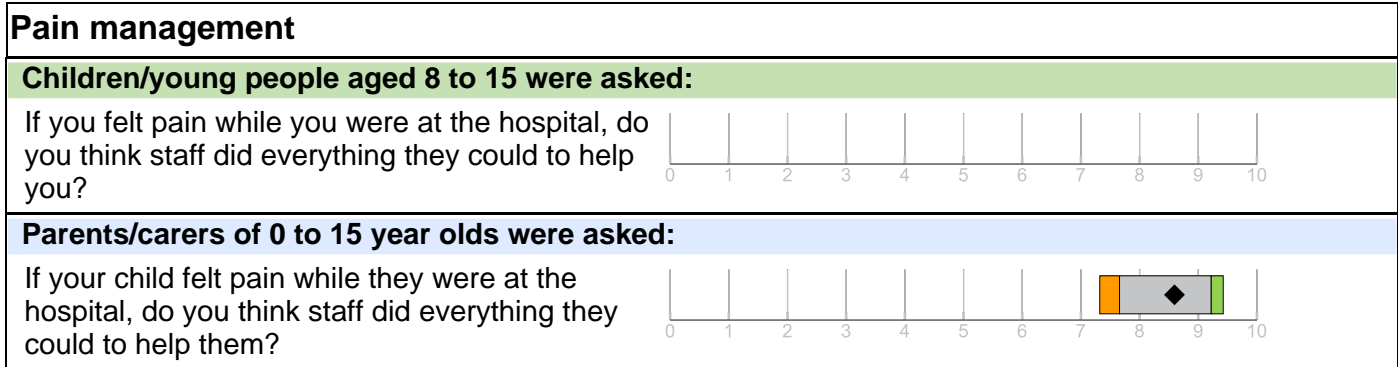 Pain management
Children/young people aged 8 to 15 were asked:
If you felt pain while you were at the hospital, do
you think staff did everything they could to help
you?
0 1 2 3 4 5 6 7 8 9 10
Parents/carers of 0 to 15 year olds were asked:
If your child felt pain while they were at the
hospital, do you think staff did everything they
could to help them?
0 1 2 3 4 5 6 7 8 9 10